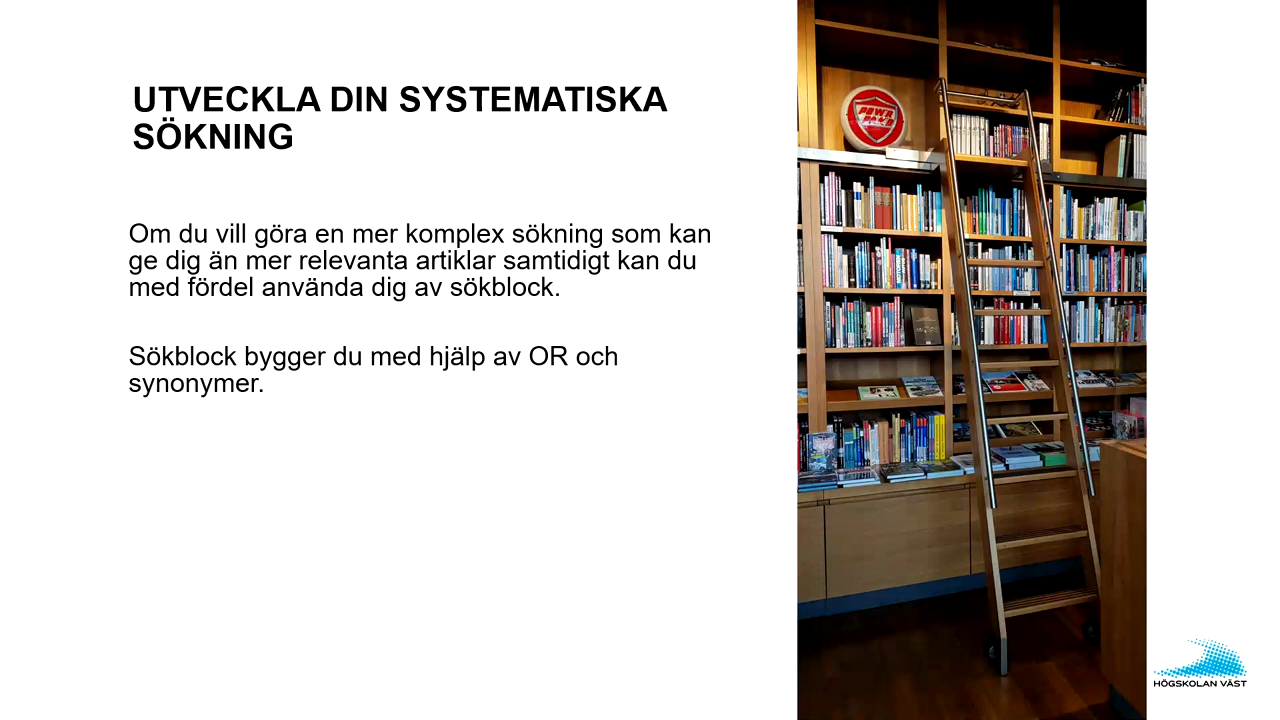 UTVECKLA DIN SYSTEMATISKA
SÖKNING
Om du vill göra en mer komplex sökning som kan
ge dig än mer relevanta artiklar samtidigt kan du
med fördel använda dig av sökblock.
Sökblock bygger du med hjälp av OR och
synonymer.
HÖGSKOLAN VÄST